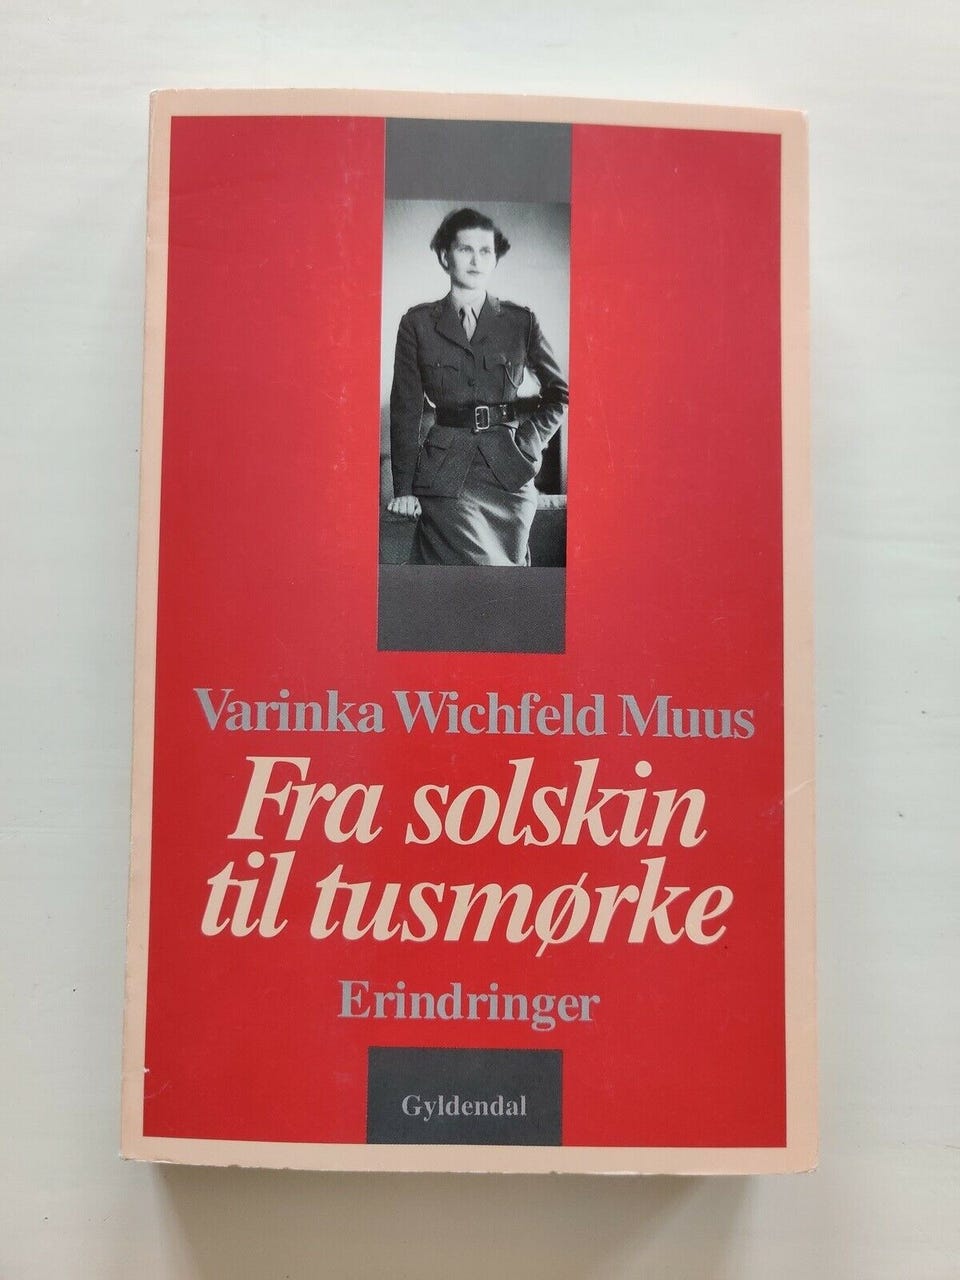 Varinka Wichfeld Muus
Fra solskin
til tusmørke
Erindringer
Gyldendal